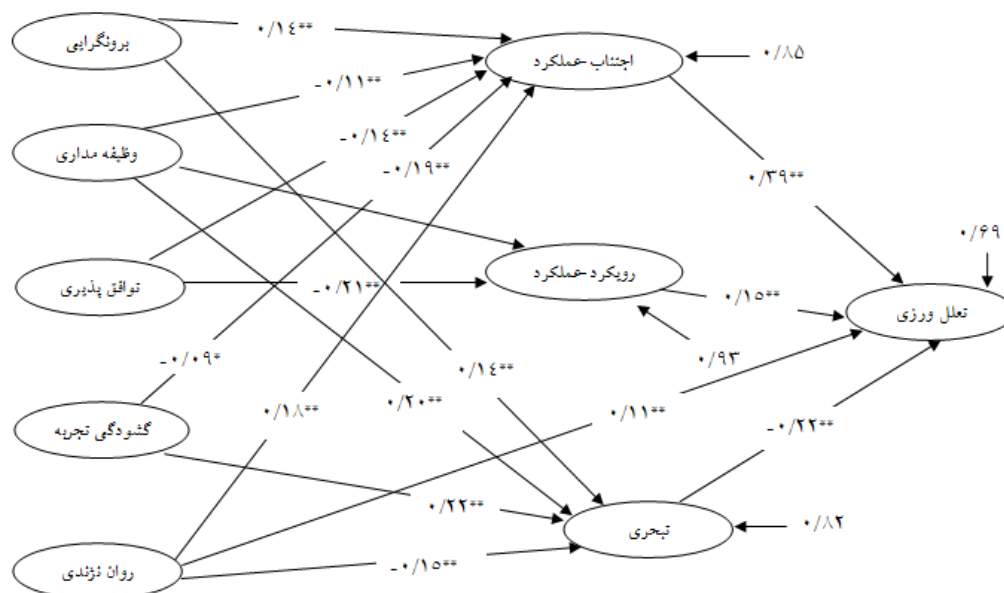 برونگرایی
۰/۱۴**
اجتناب-عملکرد
۰/۸۵
-۰/۱۱**
وظیفه مداری
-۰/۱۴**
-۰/۱۹**
۰/۳۹**
۰/۶۹
رویکرد-عملکرد
توافق پذیری
-۰/۲۱**
۰/۱۵**
تعلل ورزی
-۰/۰۹*
۰/۱۴**
۰/۹۳
۰/۱۸**
۰/۲۰**
۰/۱۱**
-۰/۲۲**
گشودگی تجربه
۰/۲۲**
تبحری
۰/۸۲
روان نژندی
-۰/۱۵**